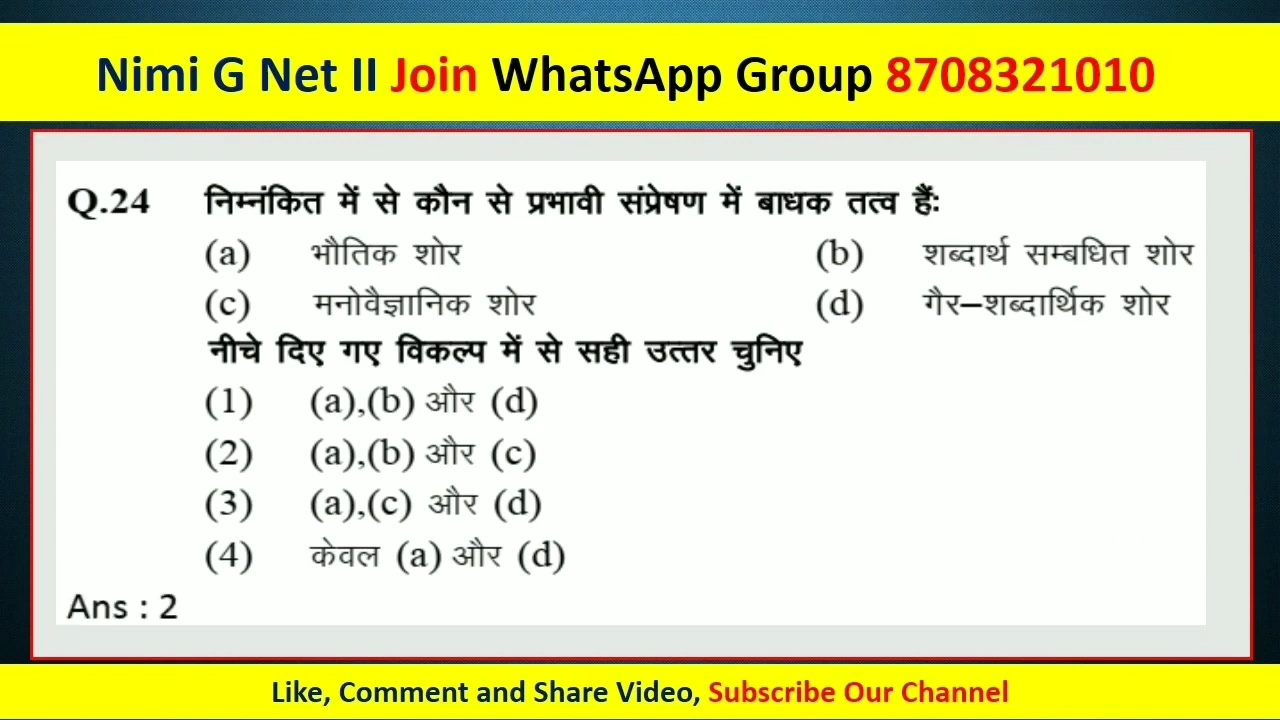 Nimi G Net II Join WhatsApp Group 8708321010
Q.24 निम्नंकित में से कौन से प्रभावी संप्रेषण में बाधक तत्व हैं:
(a) भौतिक शोर (b) शब्दार्थ सम्बधित शोर
(c) मनोवैज्ञानिक शोर (d) गैर–शब्दार्थिक शोर
नीचे दिए गए विकल्प में से सही उत्तर चुनिए
(1) (a),(b) और (d)
(2) (a),(b) और (c)
(3) (a),(c) और (d)
(4) केवल (a) और (d)
Ans : 2
Like, Comment and Share Video, Subscribe Our Channel